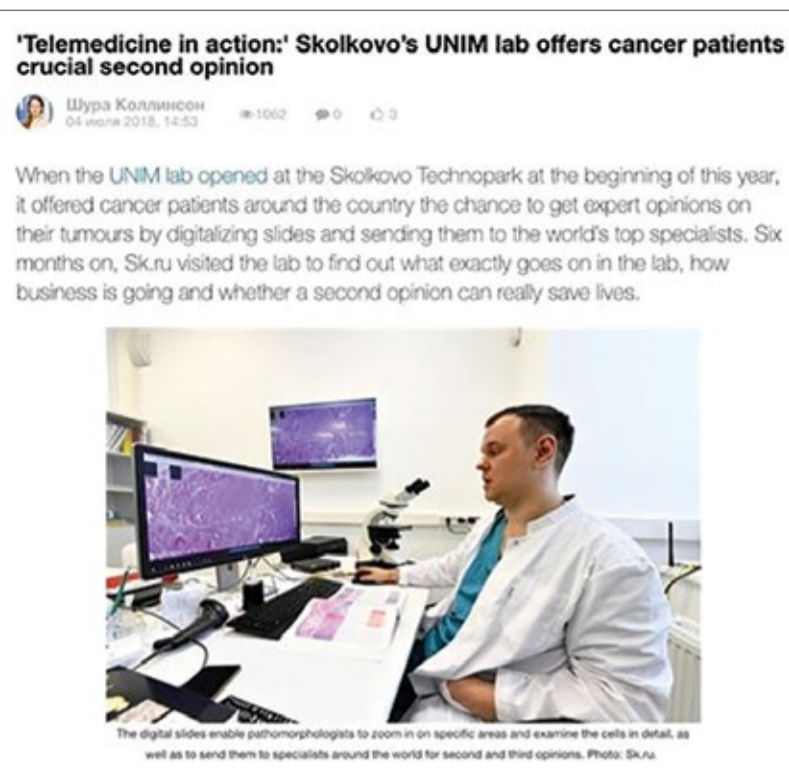 'Telemedicine in action:' Skolkovo's UNIM lab offers cancer patients
crucial second opinion
Шура Коллинсон
04 июля 2018, 14:53
1062
0
3
When the UNIM lab opened at the Skolkovo Technopark at the beginning of this year,
it offered cancer patients around the country the chance to get expert opinions on
their tumours by digitalizing slides and sending them to the world's top specialists. Six
months on, Sk.ru visited the lab to find out what exactly goes on in the lab, how
business is going and whether a second opinion can really save lives.
The digital slides enable pathomorphologists to zoom in on specific areas and examine the cells in detail, as
well as to send them to specialists around the world for second and third opinions. Photo: Sk.ru.